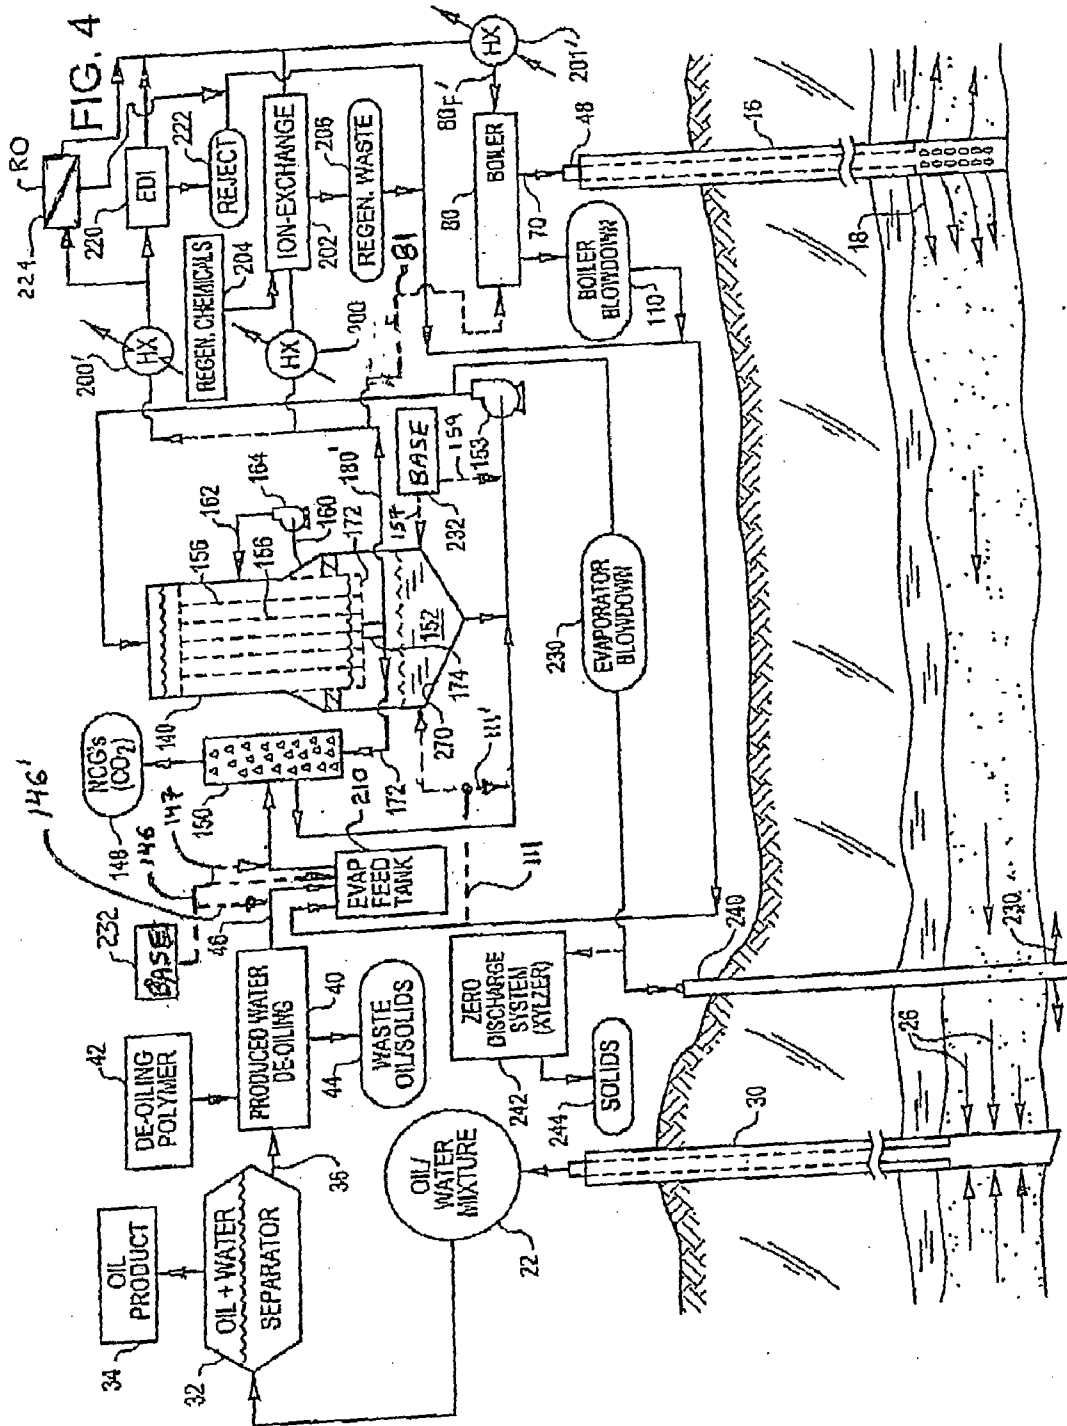 FIG. 4
34
OIL
PRODUCT
32
OIL + WATER
SEPARATOR
36
OIL/
WATER
MIXTURE
22
42
DE-OILING
POLYMER
PRODUCED WATER
DE-OILING
40
44
WASTE
OIL/SOLIDS
232
BASE
46
146'
146
147
148
NCG's
(CO2)
150
EVAP
FEED
TANK
210
111
111'
140
156
156
162
164
160
172
172
174
270
152
180'
157
159
BASE
232
153
EVAPORATOR
BLOWDOWN
230
ZERO
DISCHARGE
SYSTEM
(XYLZER)
242
244
SOLIDS
240
230
30
26
200'
HX
224
RO
220
EDI
222
REJECT
REGEN. CHEMICALS
204
HX
200
ION-EXCHANGE
202
206
REGEN. WASTE
81
HX
201'
80F'
80
BOILER
70
BOILER
BLOWDOWN
110
48
16
18